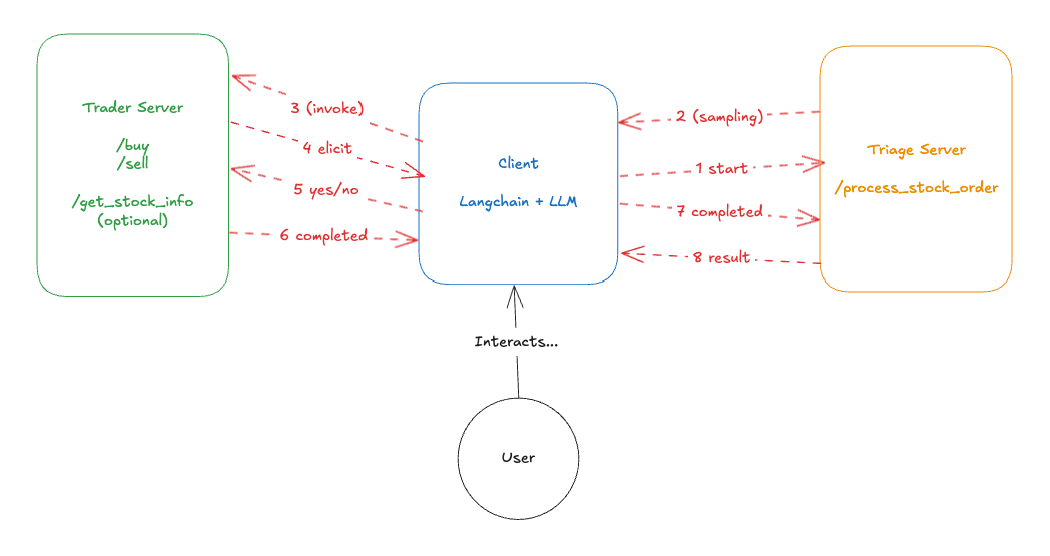 Trader Server
/buy
/sell
/get_stock_info
(optional)
3 (invoke)
4 elicit
5 yes/no
6 completed
Client
Langchain + LLM
2 (sampling)
1 start
7 completed
8 result
Triage Server
/process_stock_order
Interacts...
User